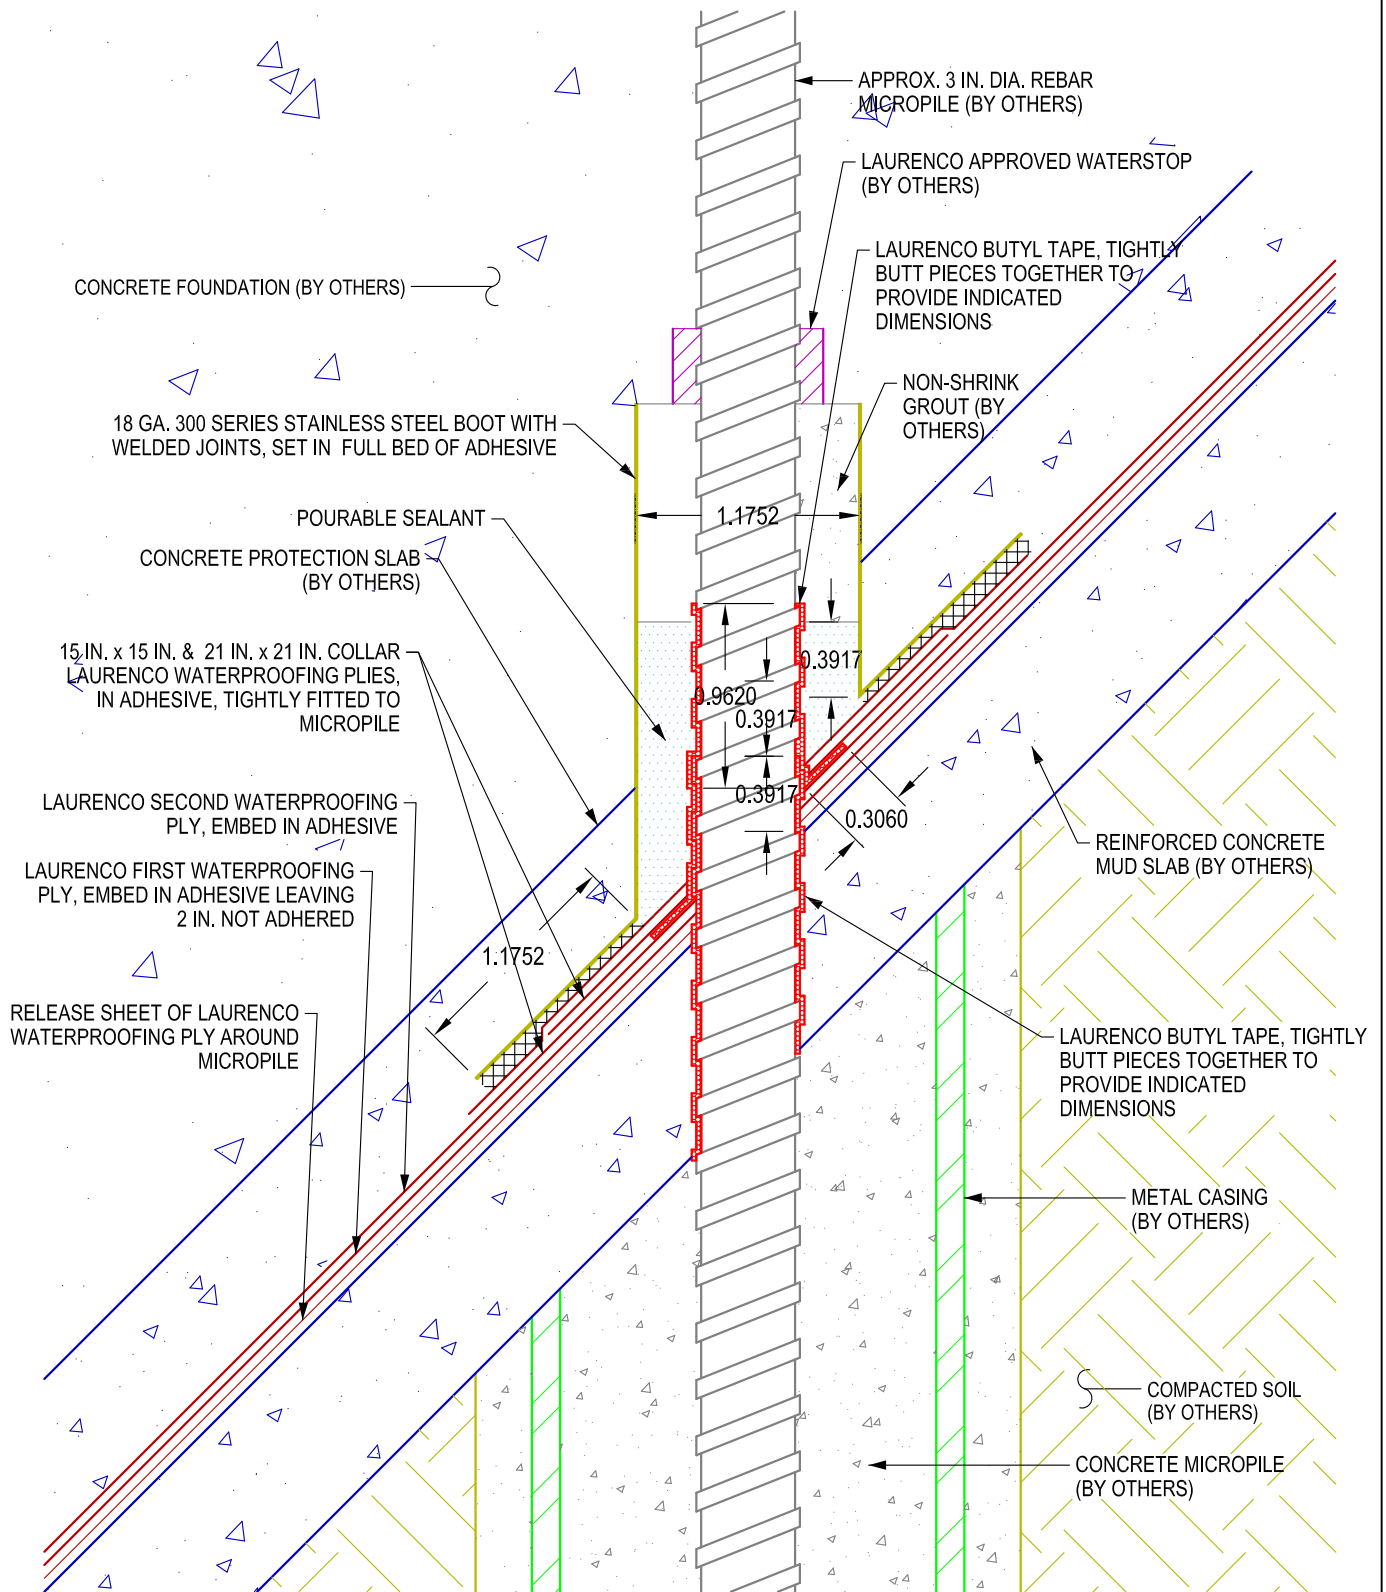 APPROX. 3 IN. DIA. REBAR
MICROPILE (BY OTHERS)
LAURENCO APPROVED WATERSTOP
(BY OTHERS)
LAURENCO BUTYL TAPE, TIGHTLY
BUTT PIECES TOGETHER TO
PROVIDE INDICATED
DIMENSIONS
CONCRETE FOUNDATION (BY OTHERS)
NON-SHRINK
GROUT (BY
OTHERS)
18 GA. 300 SERIES STAINLESS STEEL BOOT WITH
WELDED JOINTS, SET IN FULL BED OF ADHESIVE
1.1752
POURABLE SEALANT
CONCRETE PROTECTION SLAB
(BY OTHERS)
15 IN. x 15 IN. & 21 IN. x 21 IN. COLLAR
LAURENCO WATERPROOFING PLIES,
IN ADHESIVE, TIGHTLY FITTED TO
MICROPILE
0.3917
0.9620
0.3917
0.3917
0.3060
LAURENCO SECOND WATERPROOFING
PLY, EMBED IN ADHESIVE
REINFORCED CONCRETE
MUD SLAB (BY OTHERS)
LAURENCO FIRST WATERPROOFING
PLY, EMBED IN ADHESIVE LEAVING
2 IN. NOT ADHERED
1.1752
RELEASE SHEET OF LAURENCO
WATERPROOFING PLY AROUND
MICROPILE
LAURENCO BUTYL TAPE, TIGHTLY
BUTT PIECES TOGETHER TO
PROVIDE INDICATED
DIMENSIONS
METAL CASING
(BY OTHERS)
COMPACTED SOIL
(BY OTHERS)
CONCRETE MICROPILE
(BY OTHERS)